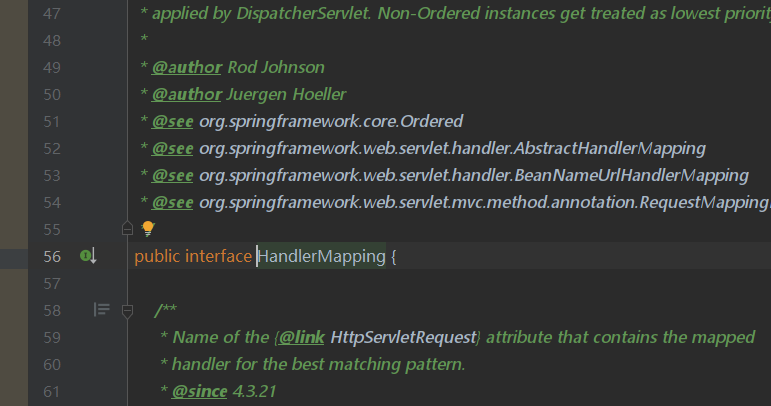 47 * applied by DispatcherServlet. Non-Ordered instances get treated as lowest priority
48 *
49 * @author Rod Johnson
50 * @author Juergen Hoeller
51 * @see org.springframework.core.Ordered
52 * @see org.springframework.web.servlet.handler.AbstractHandlerMapping
53 * @see org.springframework.web.servlet.handler.BeanNameUrlHandlerMapping
54 * @see org.springframework.web.servlet.mvc.method.annotation.RequestMapping
55
56 public interface HandlerMapping {
57
58 /**
59 * Name of the {@link HttpServletRequest} attribute that contains the mapped
60 * handler for the best matching pattern.
61 * @since 4.3.21